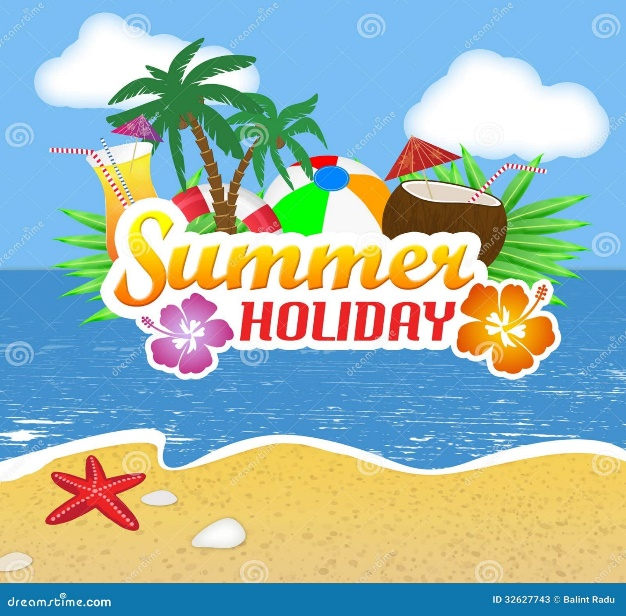 Summer
HOLIDAY
dreamstime.com
ID 32627743 © Balint Radu